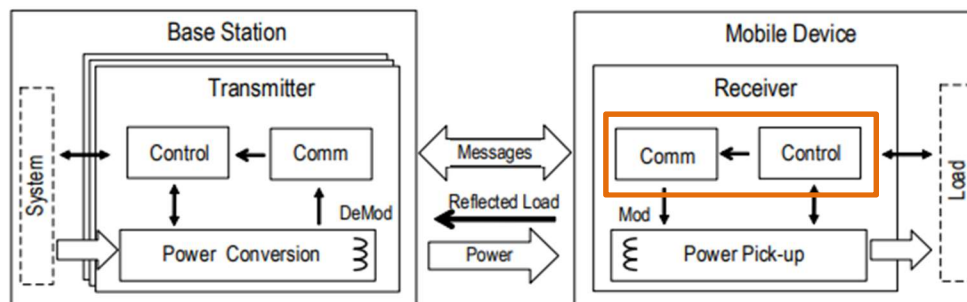 Base Station
Transmitter
System
Control
Comm
DeMod
Power Conversion
Messages
Reflected Load
Power
Mobile Device
Receiver
Comm
Control
Mod
Power Pick-up
Load